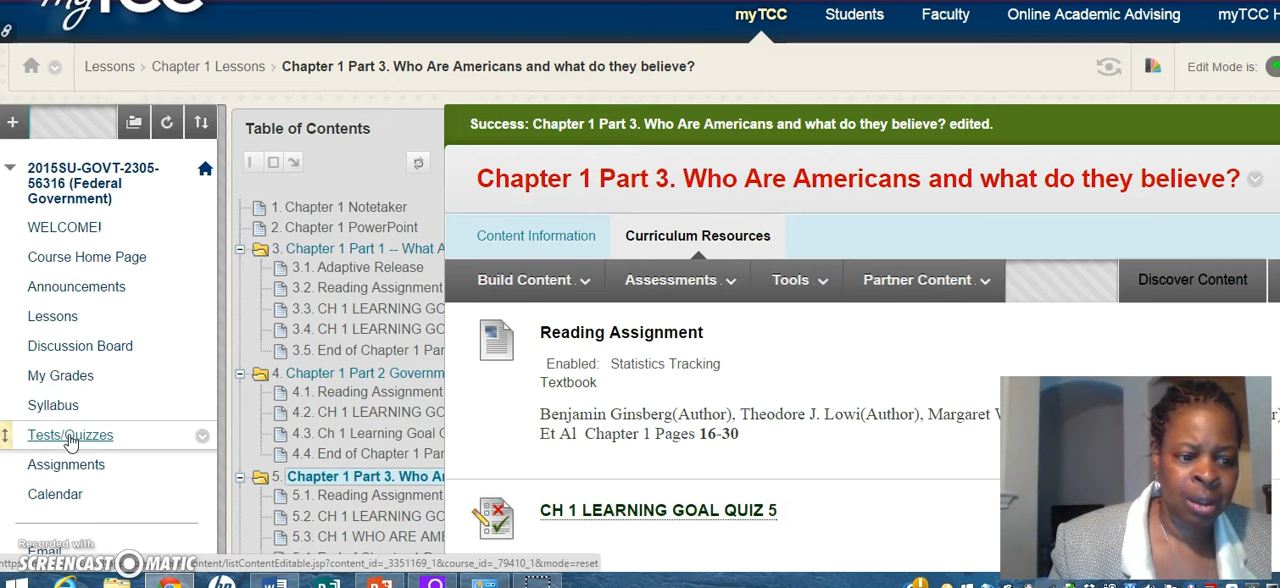 myTCC
myTCC Students Faculty Online Academic Advising myTCC H
Lessons > Chapter 1 Lessons > Chapter 1 Part 3. Who Are Americans and what do they believe?
Edit Mode is:
2015SU-GOVT-2305-
56316 (Federal
Government)
WELCOME!
Course Home Page
Announcements
Lessons
Discussion Board
My Grades
Syllabus
Tests/Quizzes
Assignments
Calendar
Email
Table of Contents
1. Chapter 1 Notetaker
2. Chapter 1 PowerPoint
3. Chapter 1 Part 1 -- What A
3.1. Adaptive Release
3.2. Reading Assignment
3.3. CH 1 LEARNING GO
3.4. CH 1 LEARNING GO
3.5. End of Chapter 1 Par
4. Chapter 1 Part 2 Governm
4.1. Reading Assignment
4.2. CH 1 LEARNING GO
4.3. Ch 1 Learning Goal
4.4. End of Chapter 1 Par
5. Chapter 1 Part 3. Who Ar
5.1. Reading Assignment
5.2. CH 1 LEARNING GO
5.3. CH 1 WHO ARE AME
Success: Chapter 1 Part 3. Who Are Americans and what do they believe? edited.
Chapter 1 Part 3. Who Are Americans and what do they believe?
Content Information Curriculum Resources
Build Content Assessments Tools Partner Content Discover Content
Reading Assignment
Enabled: Statistics Tracking
Textbook
Benjamin Ginsberg(Author), Theodore J. Lowi(Author), Margaret
Et Al Chapter 1 Pages 16-30
CH 1 LEARNING GOAL QUIZ 5
Recorded with
SCREENCAST-O-MATIC
ontent/listContentEditable.jsp?content_id=_3351169_1&course_id=_79410_1&mode=reset